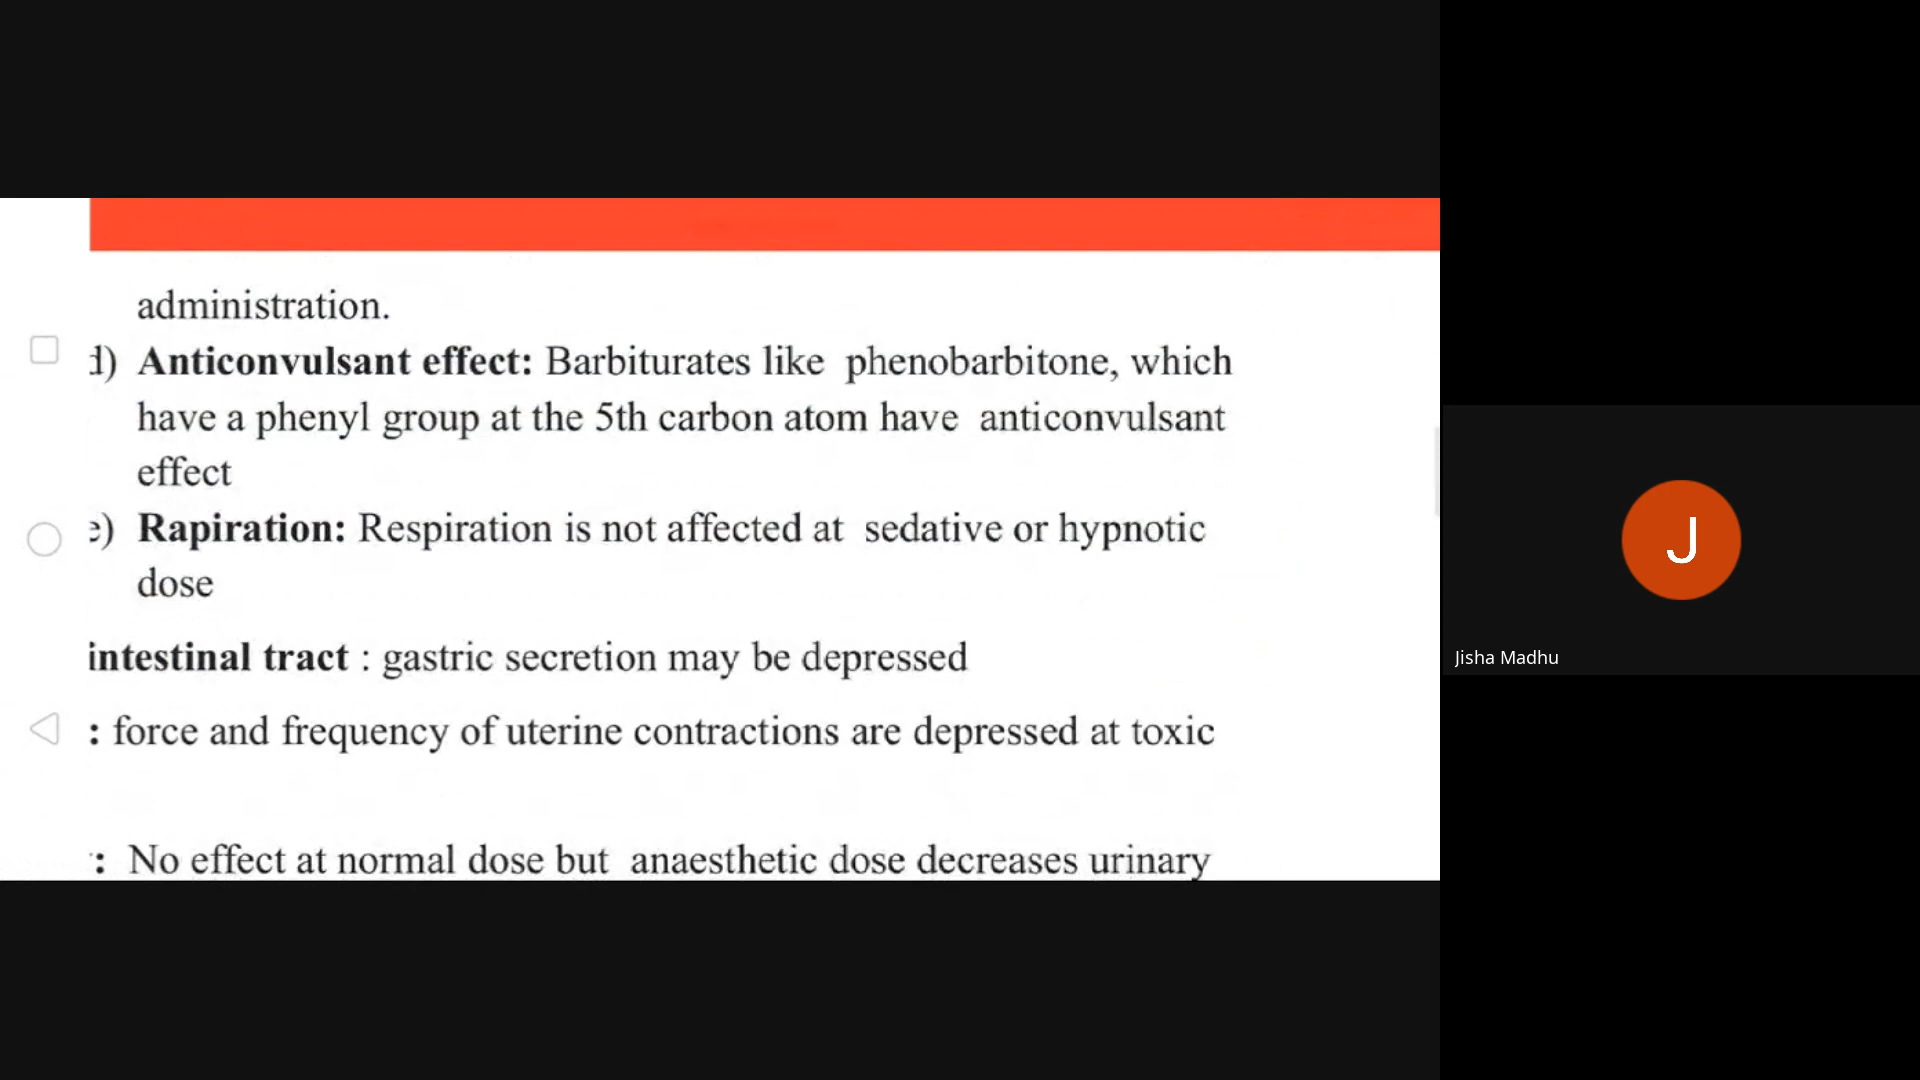 administration.
d) Anticonvulsant effect: Barbiturates like phenobarbitone, which
have a phenyl group at the 5th carbon atom have anticonvulsant
effect
e) Rapiration: Respiration is not affected at sedative or hypnotic
dose
intestinal tract : gastric secretion may be depressed
: force and frequency of uterine contractions are depressed at toxic
: No effect at normal dose but anaesthetic dose decreases urinary
J
Jisha Madhu